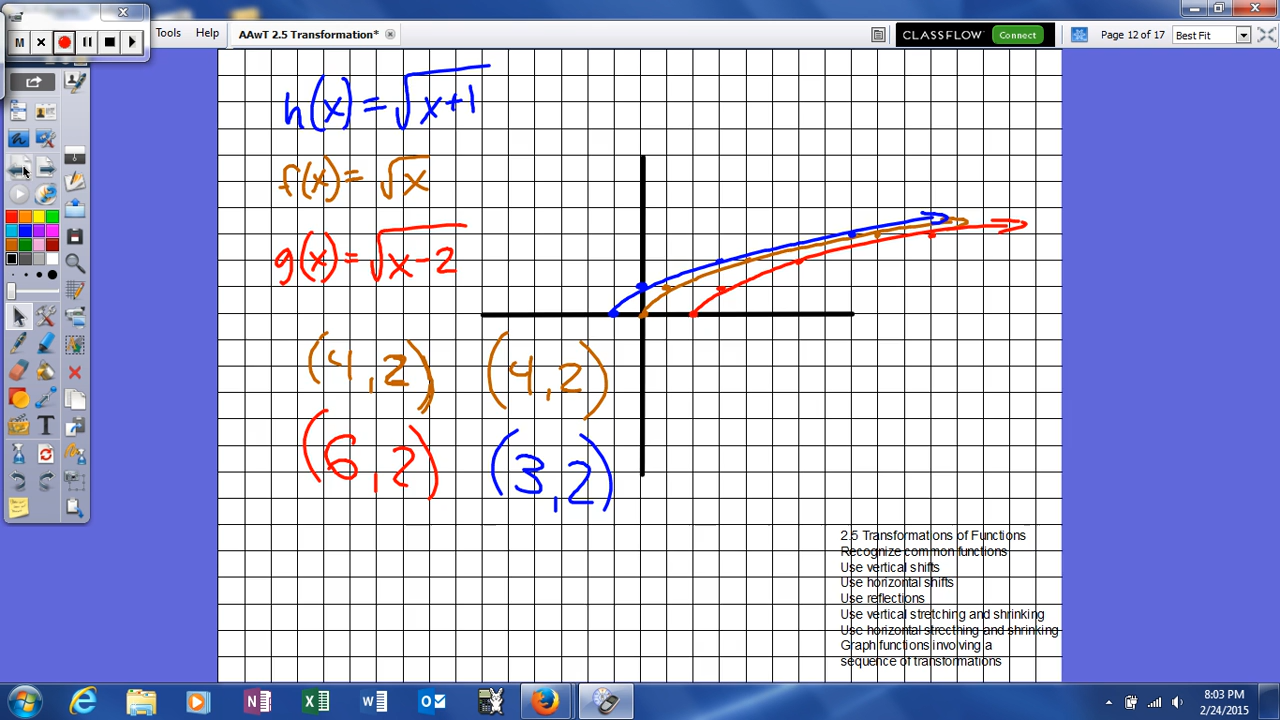 M
Tools Help
AAwT 2.5 Transformation*
CLASSFLOW Connect
Page 12 of 17
Best Fit
h(x) = √x+1
f(x) = √x
g(x) = √x-2
(4,2) (4,2)
(6,2) (3,2)
2.5 Transformations of Functions
Recognize common functions
Use vertical shifts
Use horizontal shifts
Use reflections
Use vertical stretching and shrinking
Use horizontal strecthing and shrinking
Graph functions involving a
sequence of transformations
8:03 PM
2/24/2015